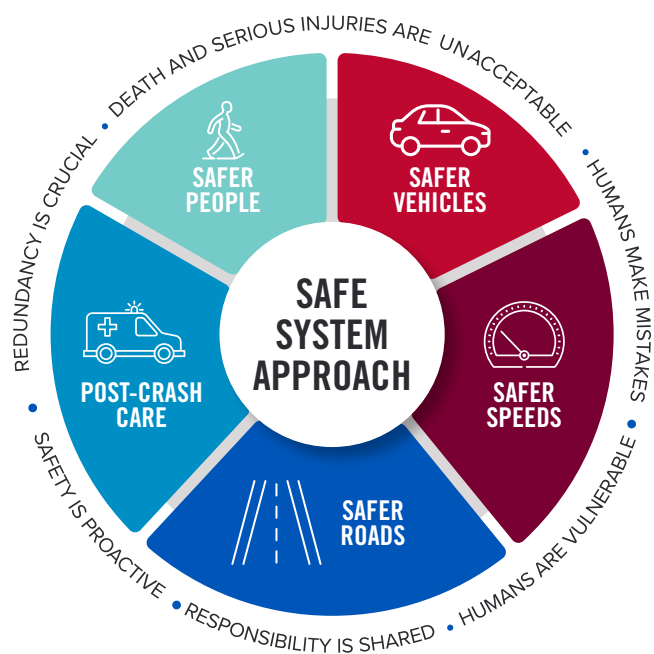 DEATH AND SERIOUS INJURIES ARE UNACCEPTABLE
HUMANS MAKE MISTAKES
HUMANS ARE VULNERABLE
RESPONSIBILITY IS SHARED
SAFETY IS PROACTIVE
REDUNDANCY IS CRUCIAL
SAFER
PEOPLE
SAFER
VEHICLES
SAFE
SYSTEM
APPROACH
POST-CRASH
CARE
SAFER
SPEEDS
SAFER
ROADS